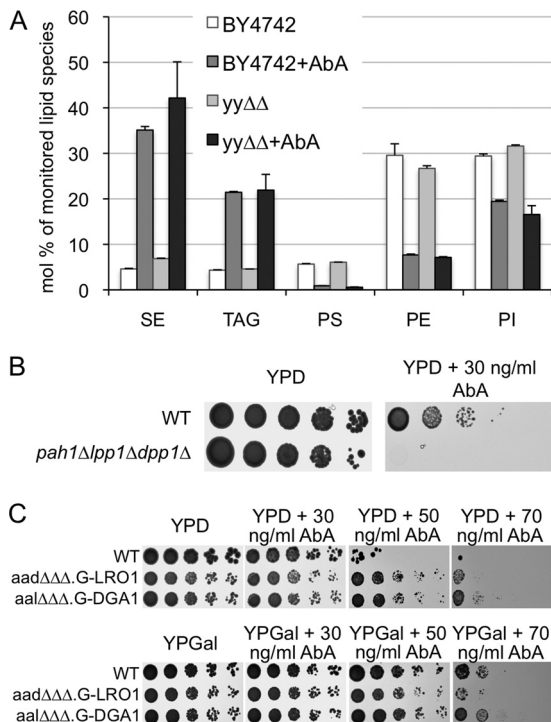 A
60
50
40
30
20
10
0
mol % of monitored lipid species
BY4742
BY4742+AbA
yyΔΔ
yyΔΔ+AbA
SE TAG PS PE PI
B
YPD
YPD + 30 ng/ml
AbA
WT
pah1Δlpp1Δdpp1Δ
C
YPD
YPD + 30
ng/ml AbA
YPD + 50
ng/ml AbA
YPD + 70
ng/ml AbA
WT
aadΔΔΔ.G-LRO1
aalΔΔΔ.G-DGA1
YPGal
YPGal + 30
ng/ml AbA
YPGal + 50
ng/ml AbA
YPGal + 70
ng/ml AbA
WT
aadΔΔΔ.G-LRO1
aalΔΔΔ.G-DGA1